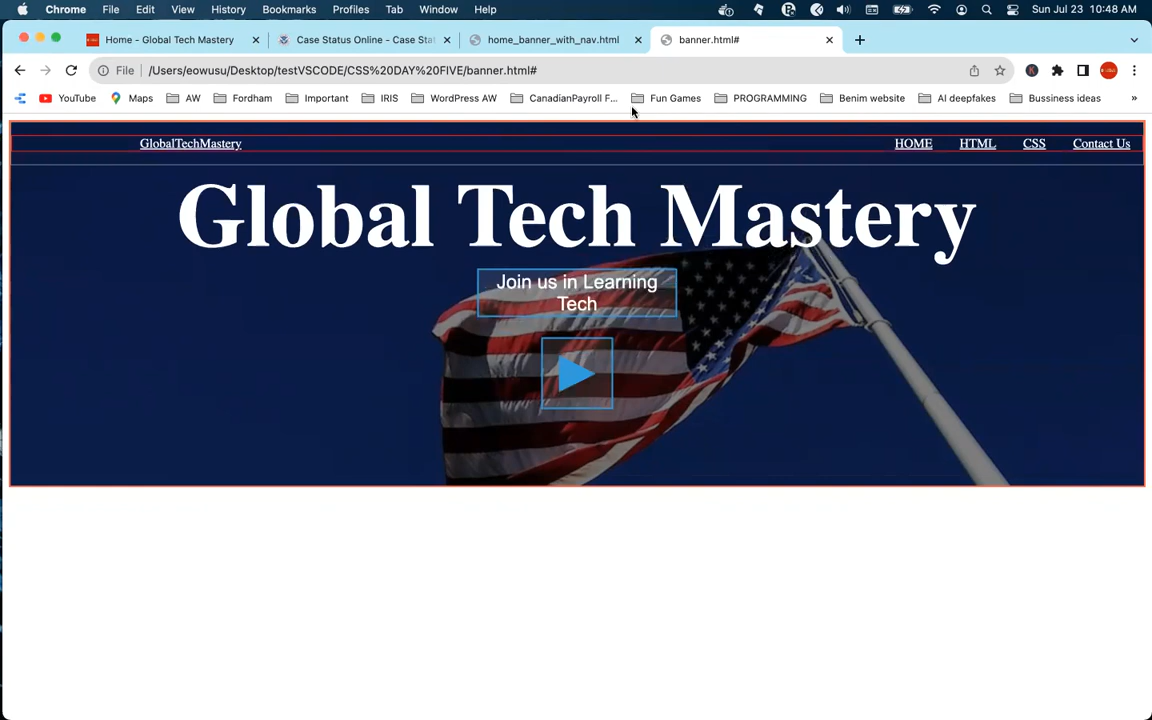 Chrome File Edit View History Bookmarks Profiles Tab Window Help Sun Jul 23 10:48 AM
Home - Global Tech Mastery Case Status Online - Case Sta home_banner_with_nav.html banner.html#
File /Users/eowusu/Desktop/testVSCODE/CSS%20DAY%20FIVE/banner.html#
YouTube Maps AW Fordham Important IRIS WordPress AW CanadianPayroll F... Fun Games PROGRAMMING Benim website AI deepfakes Bussiness ideas »
GlobalTechMastery HOME HTML CSS Contact Us
Global Tech Mastery
Join us in Learning
Tech